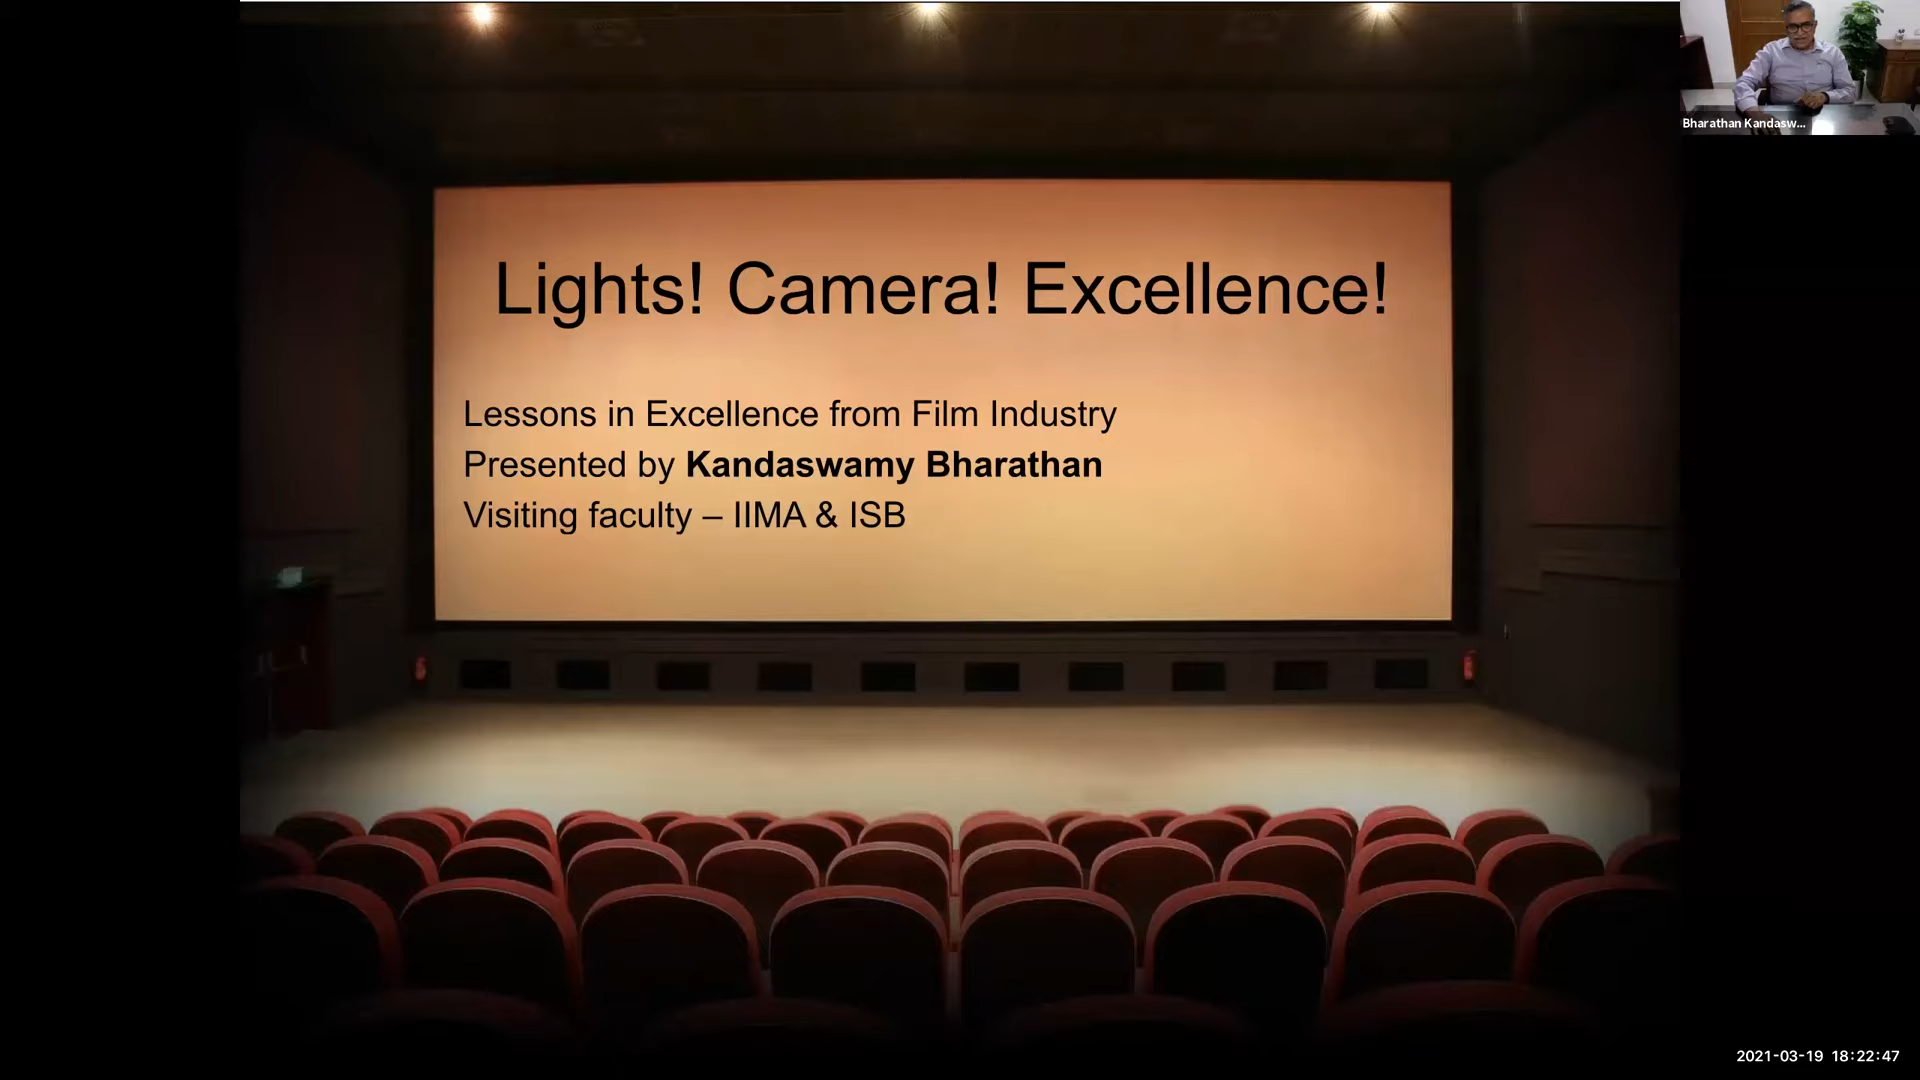 Lights! Camera! Excellence!
Lessons in Excellence from Film Industry
Presented by Kandaswamy Bharathan
Visiting faculty – IIMA & ISB
Bharathan Kandasw...
2021-03-19 18:22:47